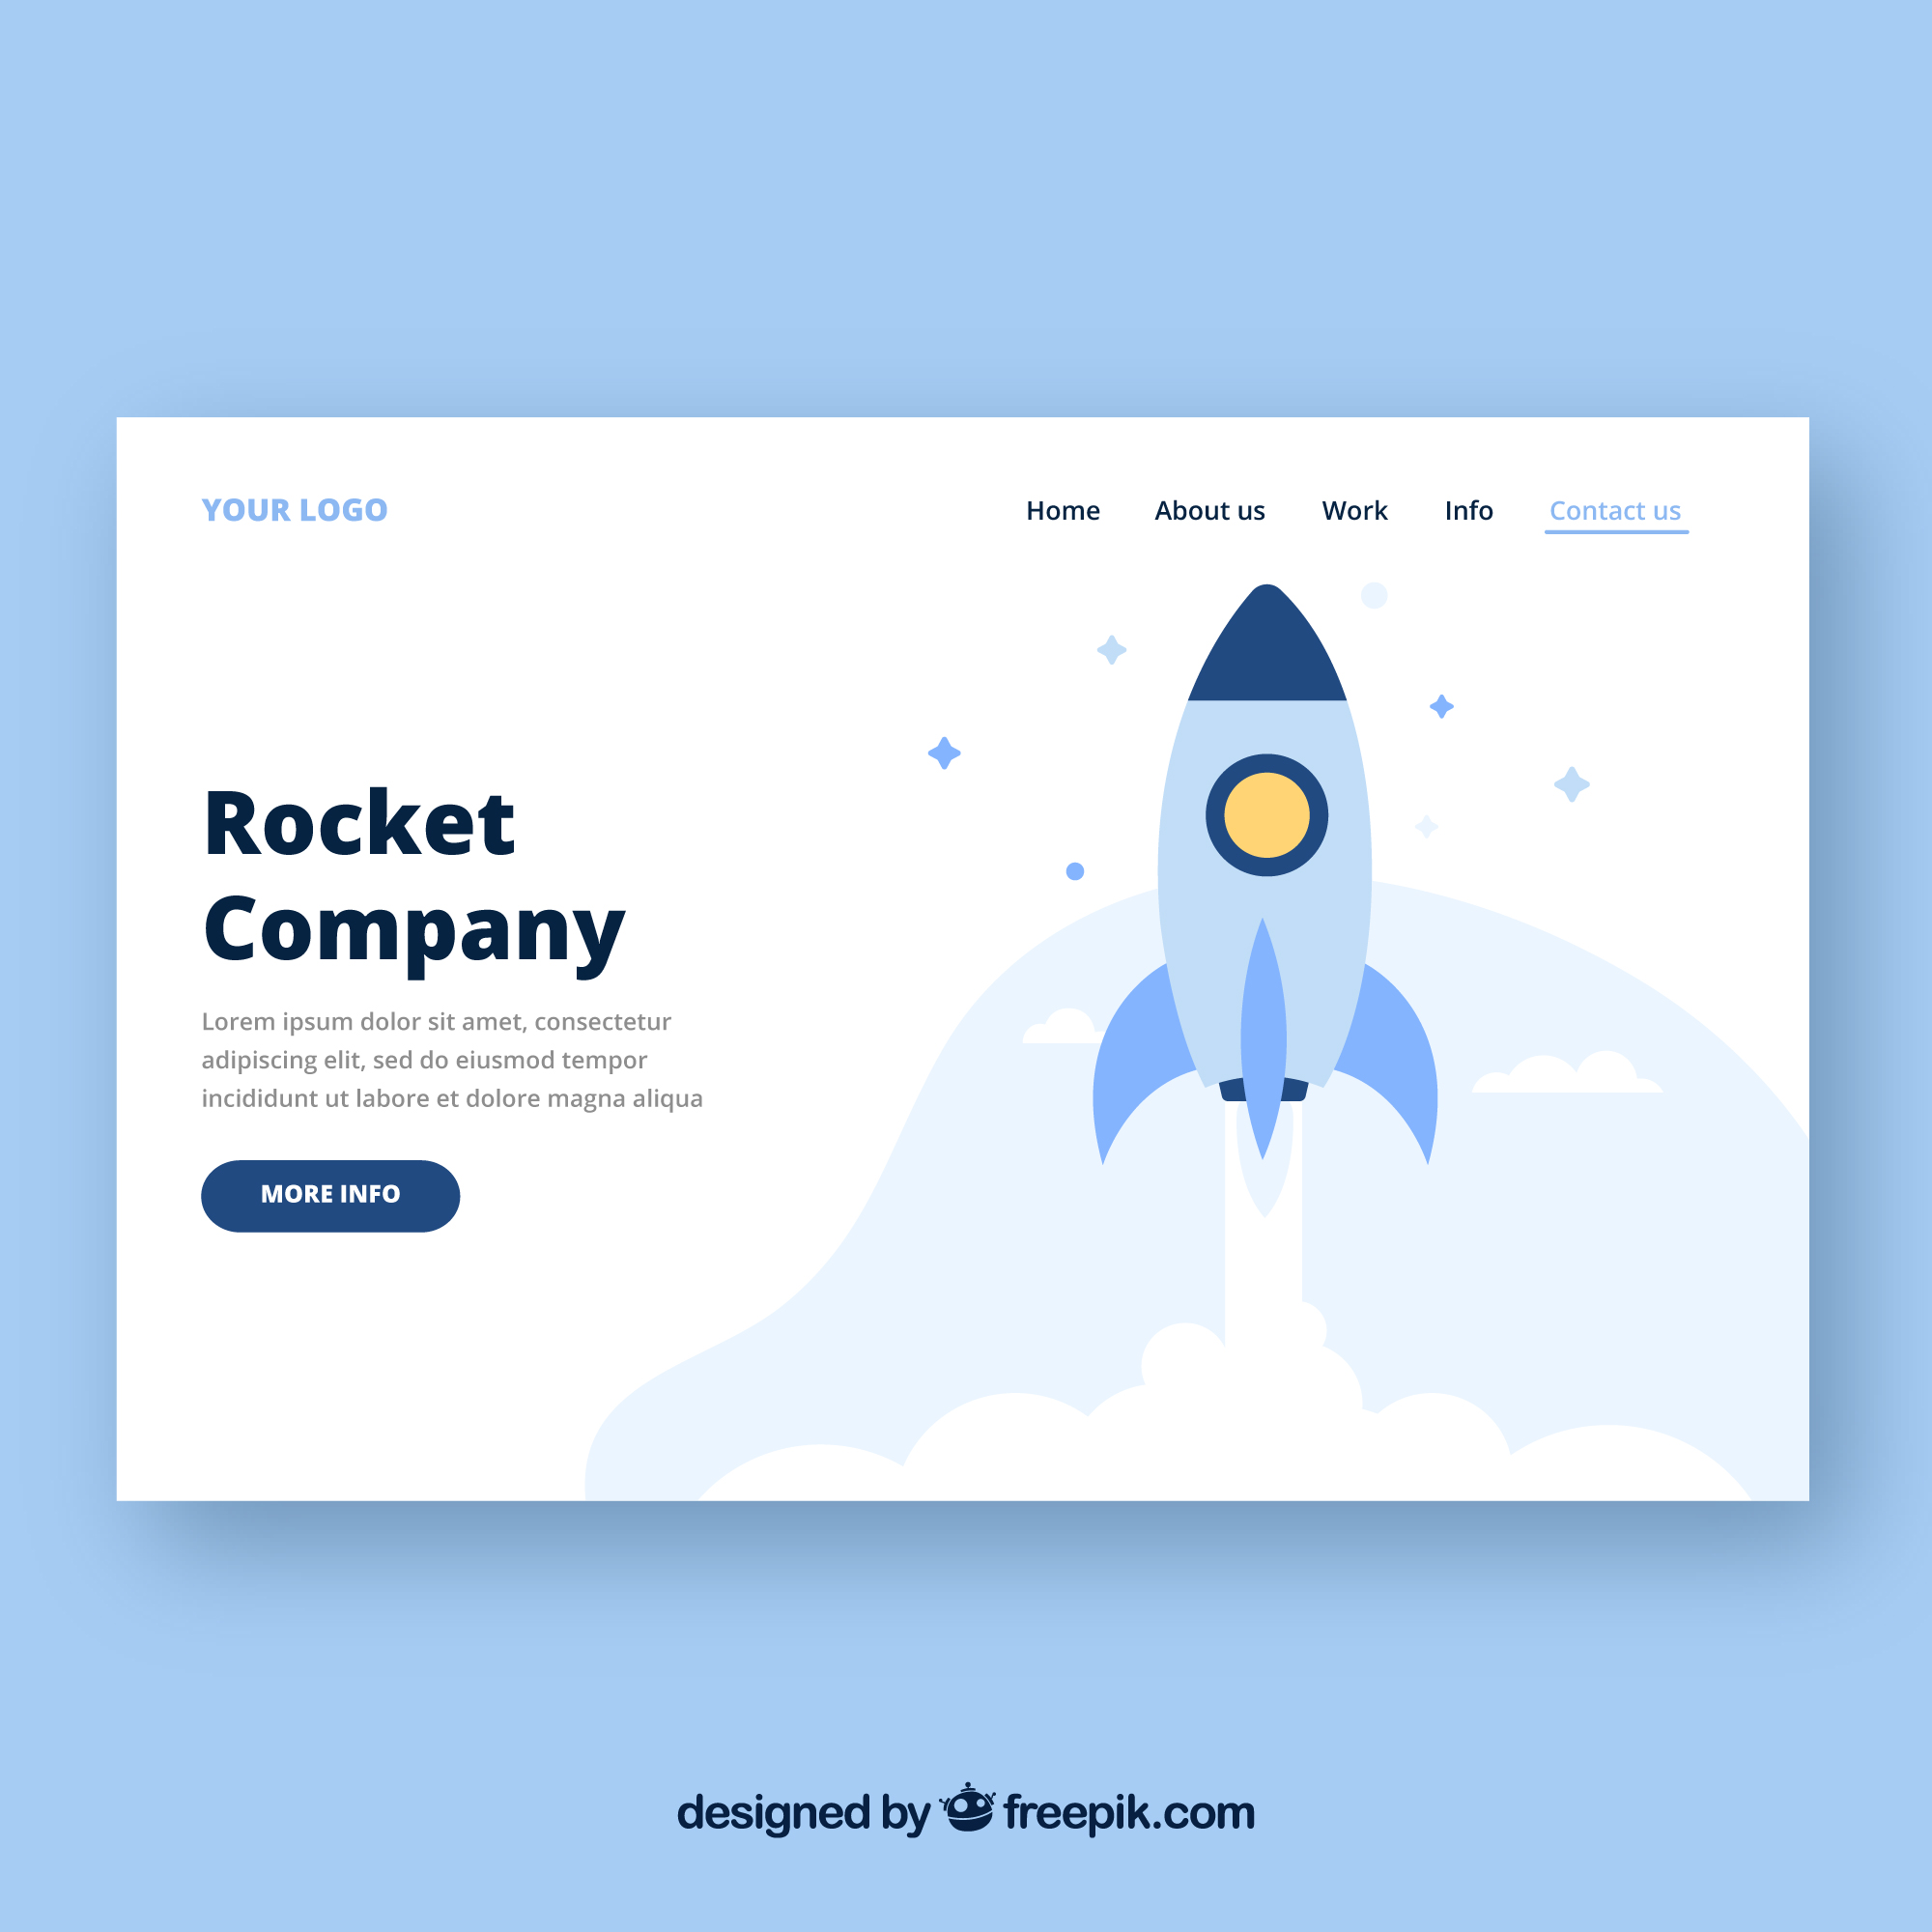 YOUR LOGO
Home About us Work Info Contact us
Rocket
Company
Lorem ipsum dolor sit amet, consectetur
adipiscing elit, sed do eiusmod tempor
incididunt ut labore et dolore magna aliqua
MORE INFO
designed by freepik.com